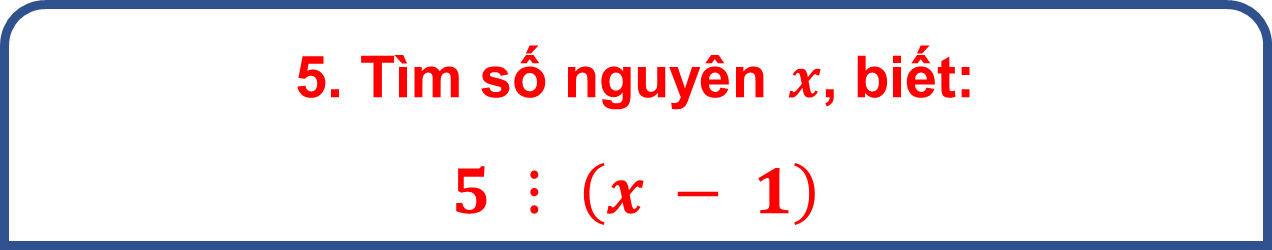 5. Tìm số nguyên x, biết:
5 ⋮ (x − 1)